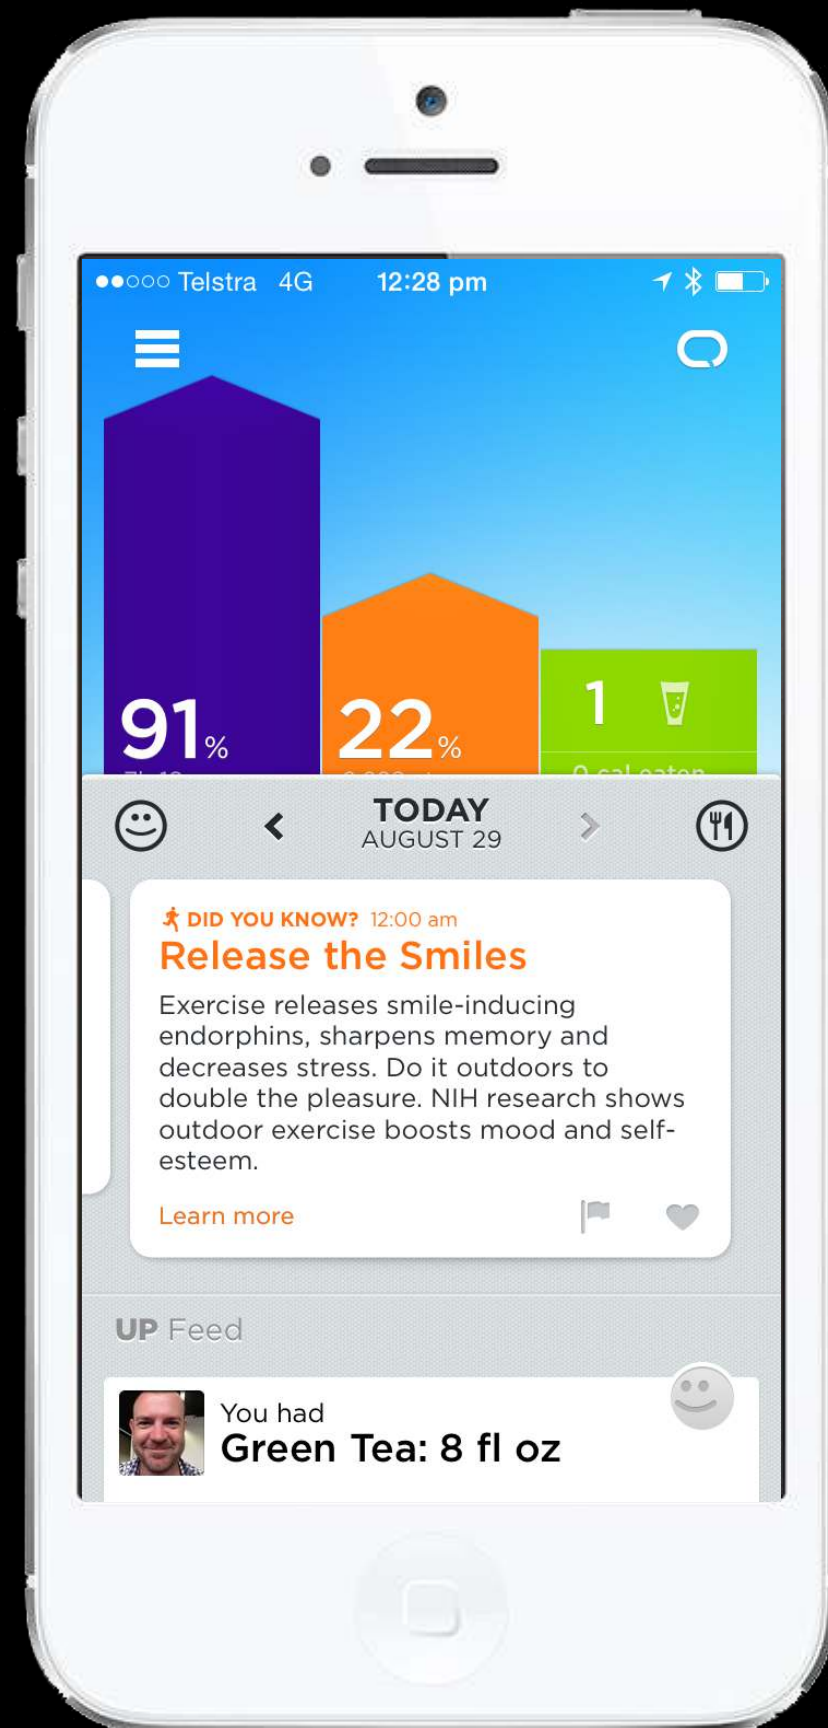 Telstra 4G 12:28 pm
91%
22%
1
0 cal eaten
TODAY
AUGUST 29
DID YOU KNOW? 12:00 am
Release the Smiles
Exercise releases smile-inducing
endorphins, sharpens memory and
decreases stress. Do it outdoors to
double the pleasure. NIH research shows
outdoor exercise boosts mood and self-
esteem.
Learn more
UP Feed
You had
Green Tea: 8 fl oz